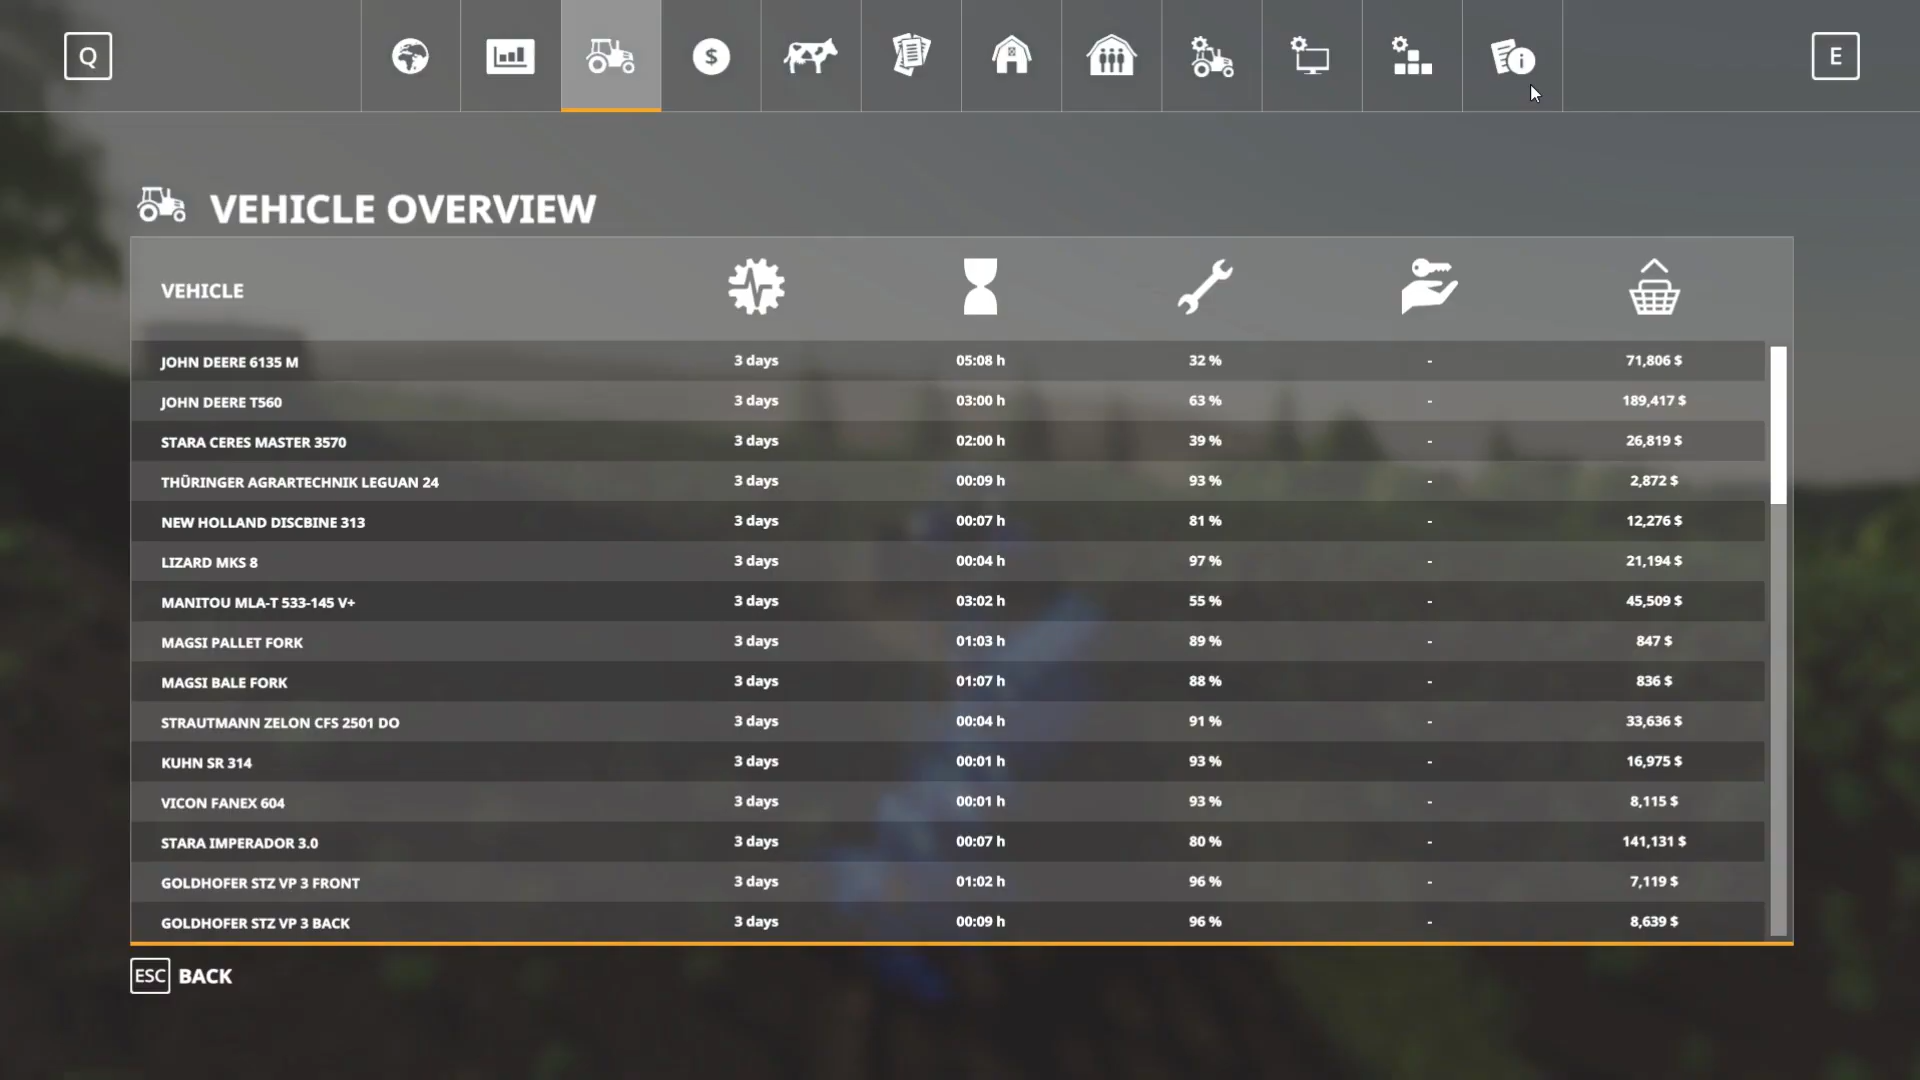 Q
$
i
E
VEHICLE OVERVIEW
VEHICLE
JOHN DEERE 6135 M 3 days 05:08 h 32 % - 71,806 $
JOHN DEERE T560 3 days 03:00 h 63 % - 189,417 $
STARA CERES MASTER 3570 3 days 02:00 h 39 % - 26,819 $
THÜRINGER AGRARTECHNIK LEGUAN 24 3 days 00:09 h 93 % - 2,872 $
NEW HOLLAND DISCBINE 313 3 days 00:07 h 81 % - 12,276 $
LIZARD MKS 8 3 days 00:04 h 97 % - 21,194 $
MANITOU MLA-T 533-145 V+ 3 days 03:02 h 55 % - 45,509 $
MAGSI PALLET FORK 3 days 01:03 h 89 % - 847 $
MAGSI BALE FORK 3 days 01:07 h 88 % - 836 $
STRAUTMANN ZELON CFS 2501 DO 3 days 00:04 h 91 % - 33,636 $
KUHN SR 314 3 days 00:01 h 93 % - 16,975 $
VICON FANEX 604 3 days 00:01 h 93 % - 8,115 $
STARA IMPERADOR 3.0 3 days 00:07 h 80 % - 141,131 $
GOLDHOFER STZ VP 3 FRONT 3 days 01:02 h 96 % - 7,119 $
GOLDHOFER STZ VP 3 BACK 3 days 00:09 h 96 % - 8,639 $
ESC BACK